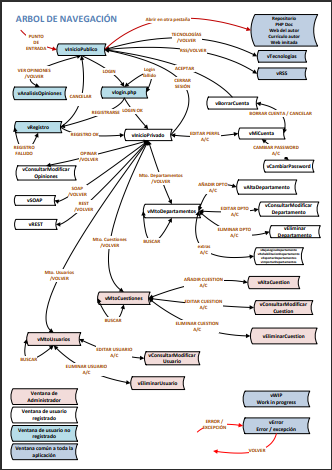 ARBOL DE NAVEGACIÓN
Abrir en otra pestaña
Repositorio
PHP Doc
Web del autor
Curriculo autor
Web imitada
PUNTO
DE
ENTRADA
vInicioPublico
TECNOLOGÍAS
/VOLVER
vTecnologías
RSS/VOLVER
vRSS
VER OPINIONES
/VOLVER
LOGIN
Login
fallido
ACEPTAR
CERRAR
SESIÓN
vAnalisisOpiniones
vlogin.php
CANCELAR
vBorrarCuenta
REGISTRARSE
LOGIN OK
BORRAR CUENTA / CANCELAR
vRegistro
REGISTRO OK
vInicioPrivado
EDITAR PERFIL
A/C
vMiCuenta
REGISTRO
FALLIDO
OPINAR
/VOLVER
CAMBIAR PASSWORD
A/C
vConsultarModificar
Opiniones
vCambiarPassword
Mto. Departamentos
/VOLVER
SOAP
/VOLVER
AÑADIR DPTO
A/C
vAltaDepartamento
vSOAP
REST
/VOLVER
vREST
vMtoDepartamentos
EDITAR DPTO
A/C
vConsultarModificar
Departamento
BUSCAR
ELIMINAR DPTO
A/C
vEliminar
Departamento
Mto. Cuestiones
/VOLVER
extras
A/C
Mto. Usuarios
/VOLVER
AÑADIR CUESTION
A/C
vAltaCuestion
vMtoCuestiones
EDITAR CUESTION
A/C
vConsultarModificar
Cuestion
BUSCAR
ELIMINAR CUESTION
A/C
vEliminarCuestion
vMtoUsuarios
EDITAR USUARIO
A/C
vConsultarModificar
Usuario
BUSCAR
ELIMINAR USUARIO
A/C
vEliminarUsuario
Ventana de
Administrador
Ventana de usuario
registrado
Ventana de usuario no
registrado
Ventana común a toda la
aplicación
vWIP
Work in progress
ERROR /
EXCEPCIÓN
vError
Error / excepción
VOLVER